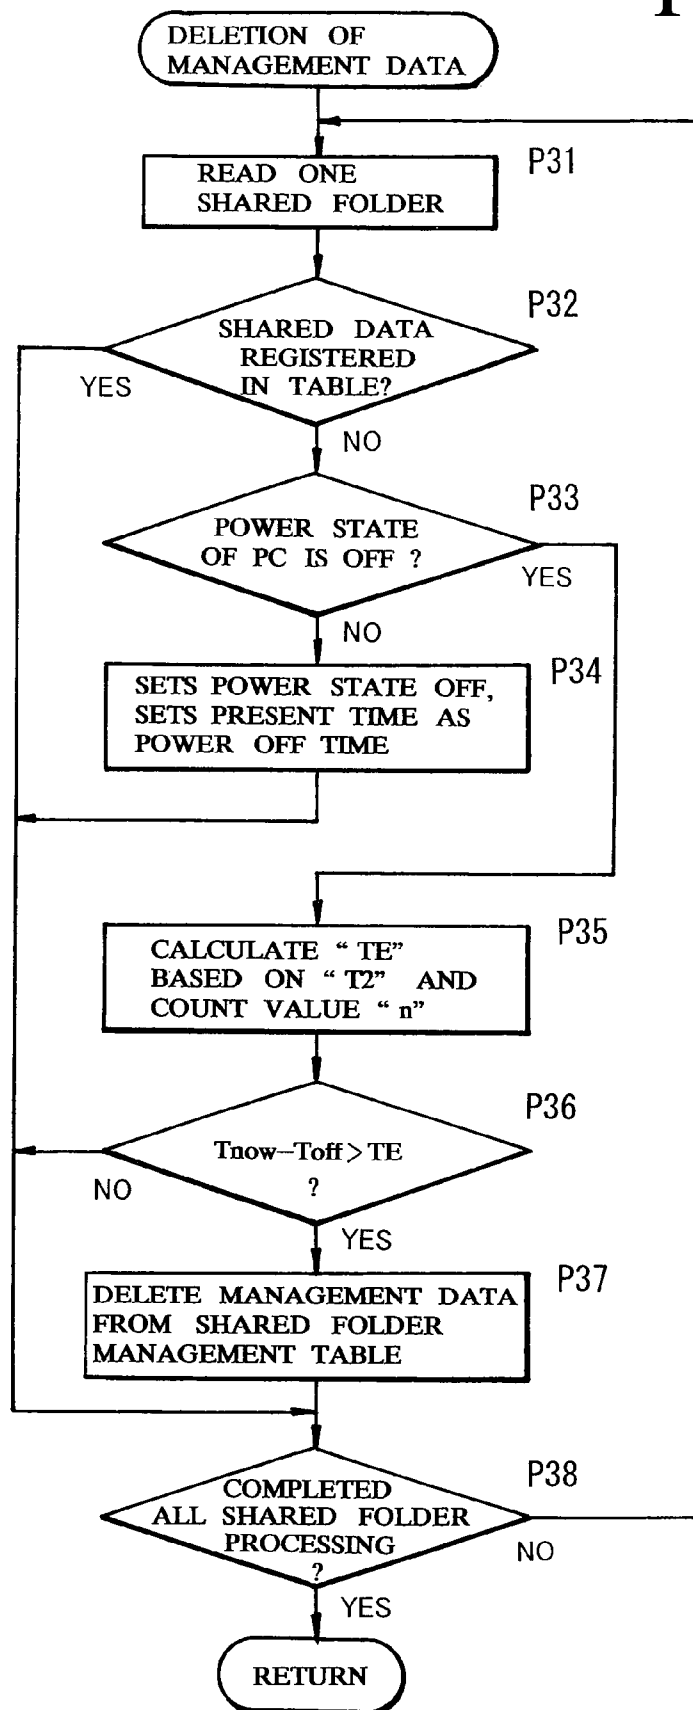 DELETION OF
MANAGEMENT DATA
P31
READ ONE
SHARED FOLDER
P32
SHARED DATA
REGISTERED
IN TABLE?
YES
NO
P33
POWER STATE
OF PC IS OFF ?
YES
NO
P34
SETS POWER STATE OFF,
SETS PRESENT TIME AS
POWER OFF TIME
P35
CALCULATE “ TE”
BASED ON “ T2” AND
COUNT VALUE “ n”
P36
Tnow−Toff>TE
?
NO
YES
P37
DELETE MANAGEMENT DATA
FROM SHARED FOLDER
MANAGEMENT TABLE
P38
COMPLETED
ALL SHARED FOLDER
PROCESSING
?
NO
YES
RETURN